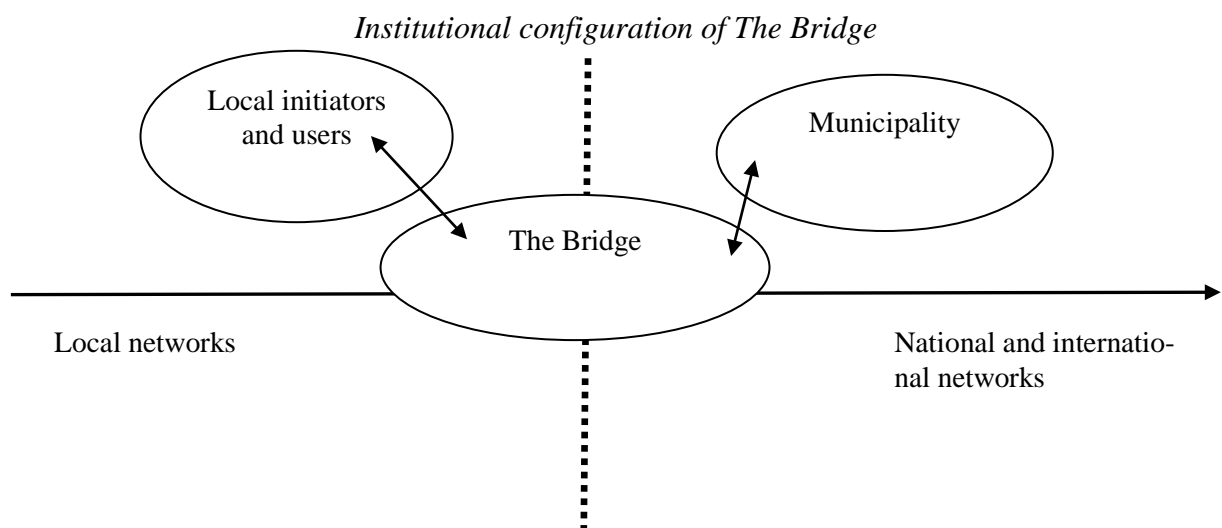 Institutional configuration of The Bridge
Local initiators
and users
Municipality
The Bridge
Local networks
National and internatio-
nal networks